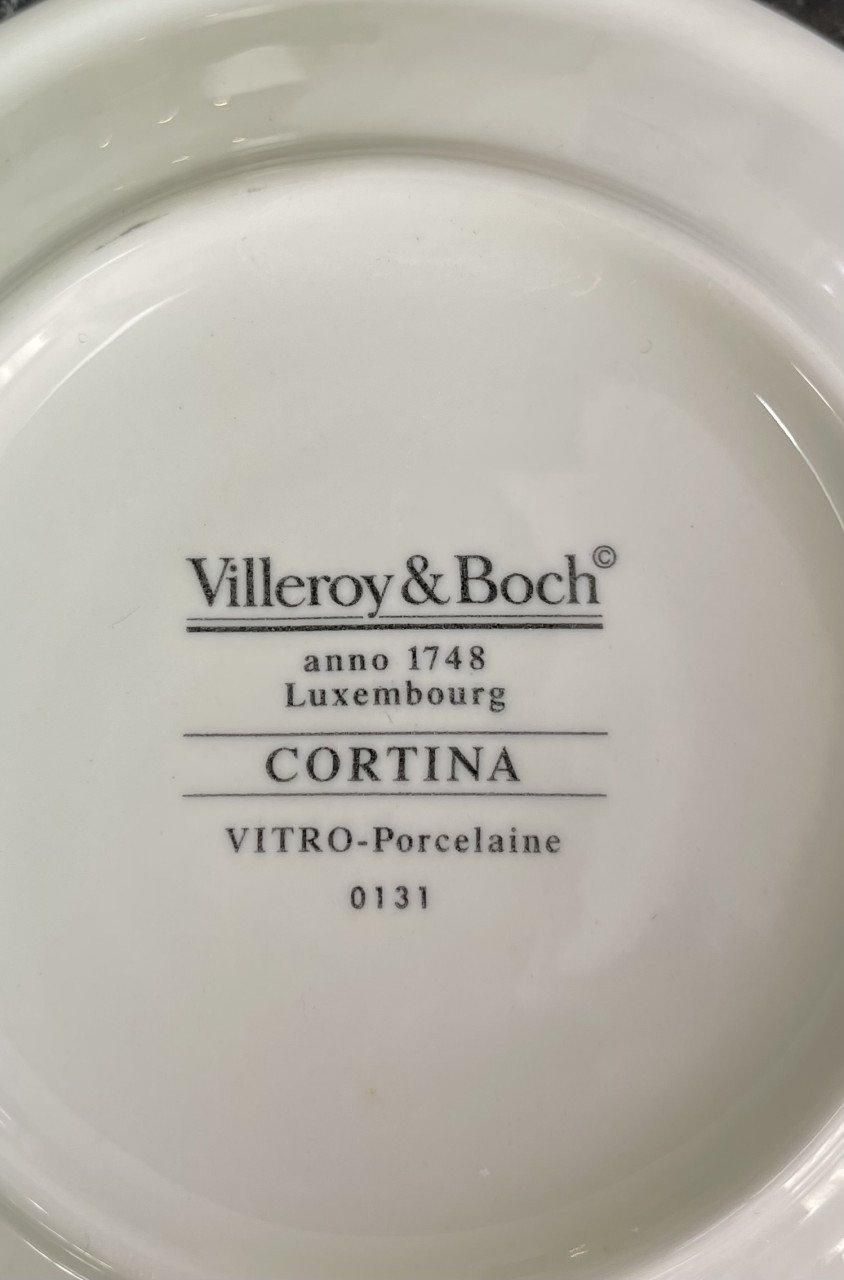 Villeroy & Boch©
anno 1748
Luxembourg
CORTINA
VITRO-Porcelaine
0131